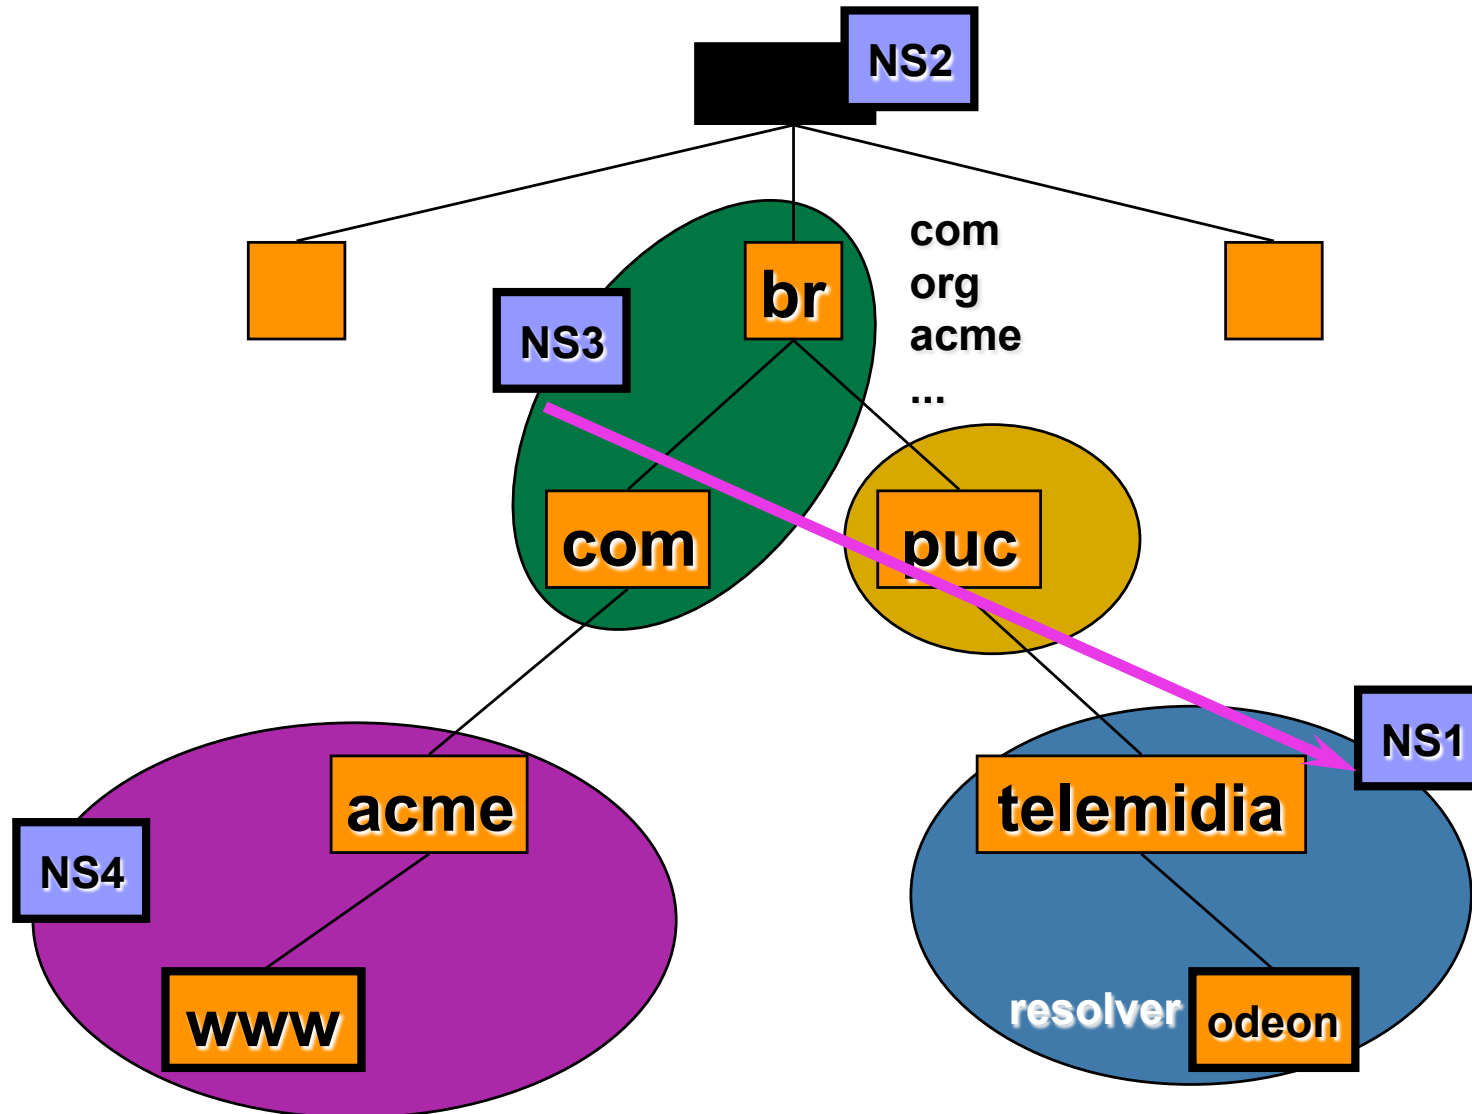 NS2
com
org
acme
...
br
NS3
com
puc
NS1
acme
telemidia
NS4
www
resolver
odeon